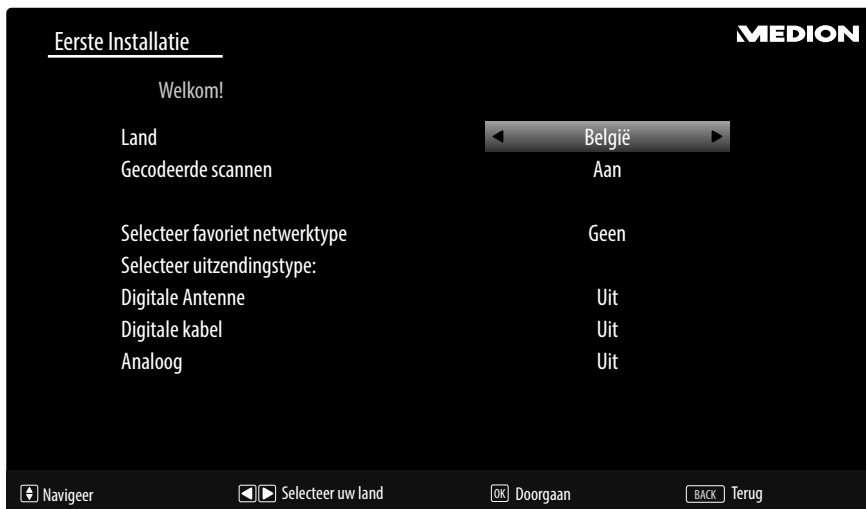 Eerste Installatie
MEDION
Welkom!
Land België
Gecodeerde scannen Aan
Selecteer favoriet netwerktype Geen
Selecteer uitzendingstype:
Digitale Antenne Uit
Digitale kabel Uit
Analoog Uit
Navigeer Selecteer uw land OK Doorgaan BACK Terug